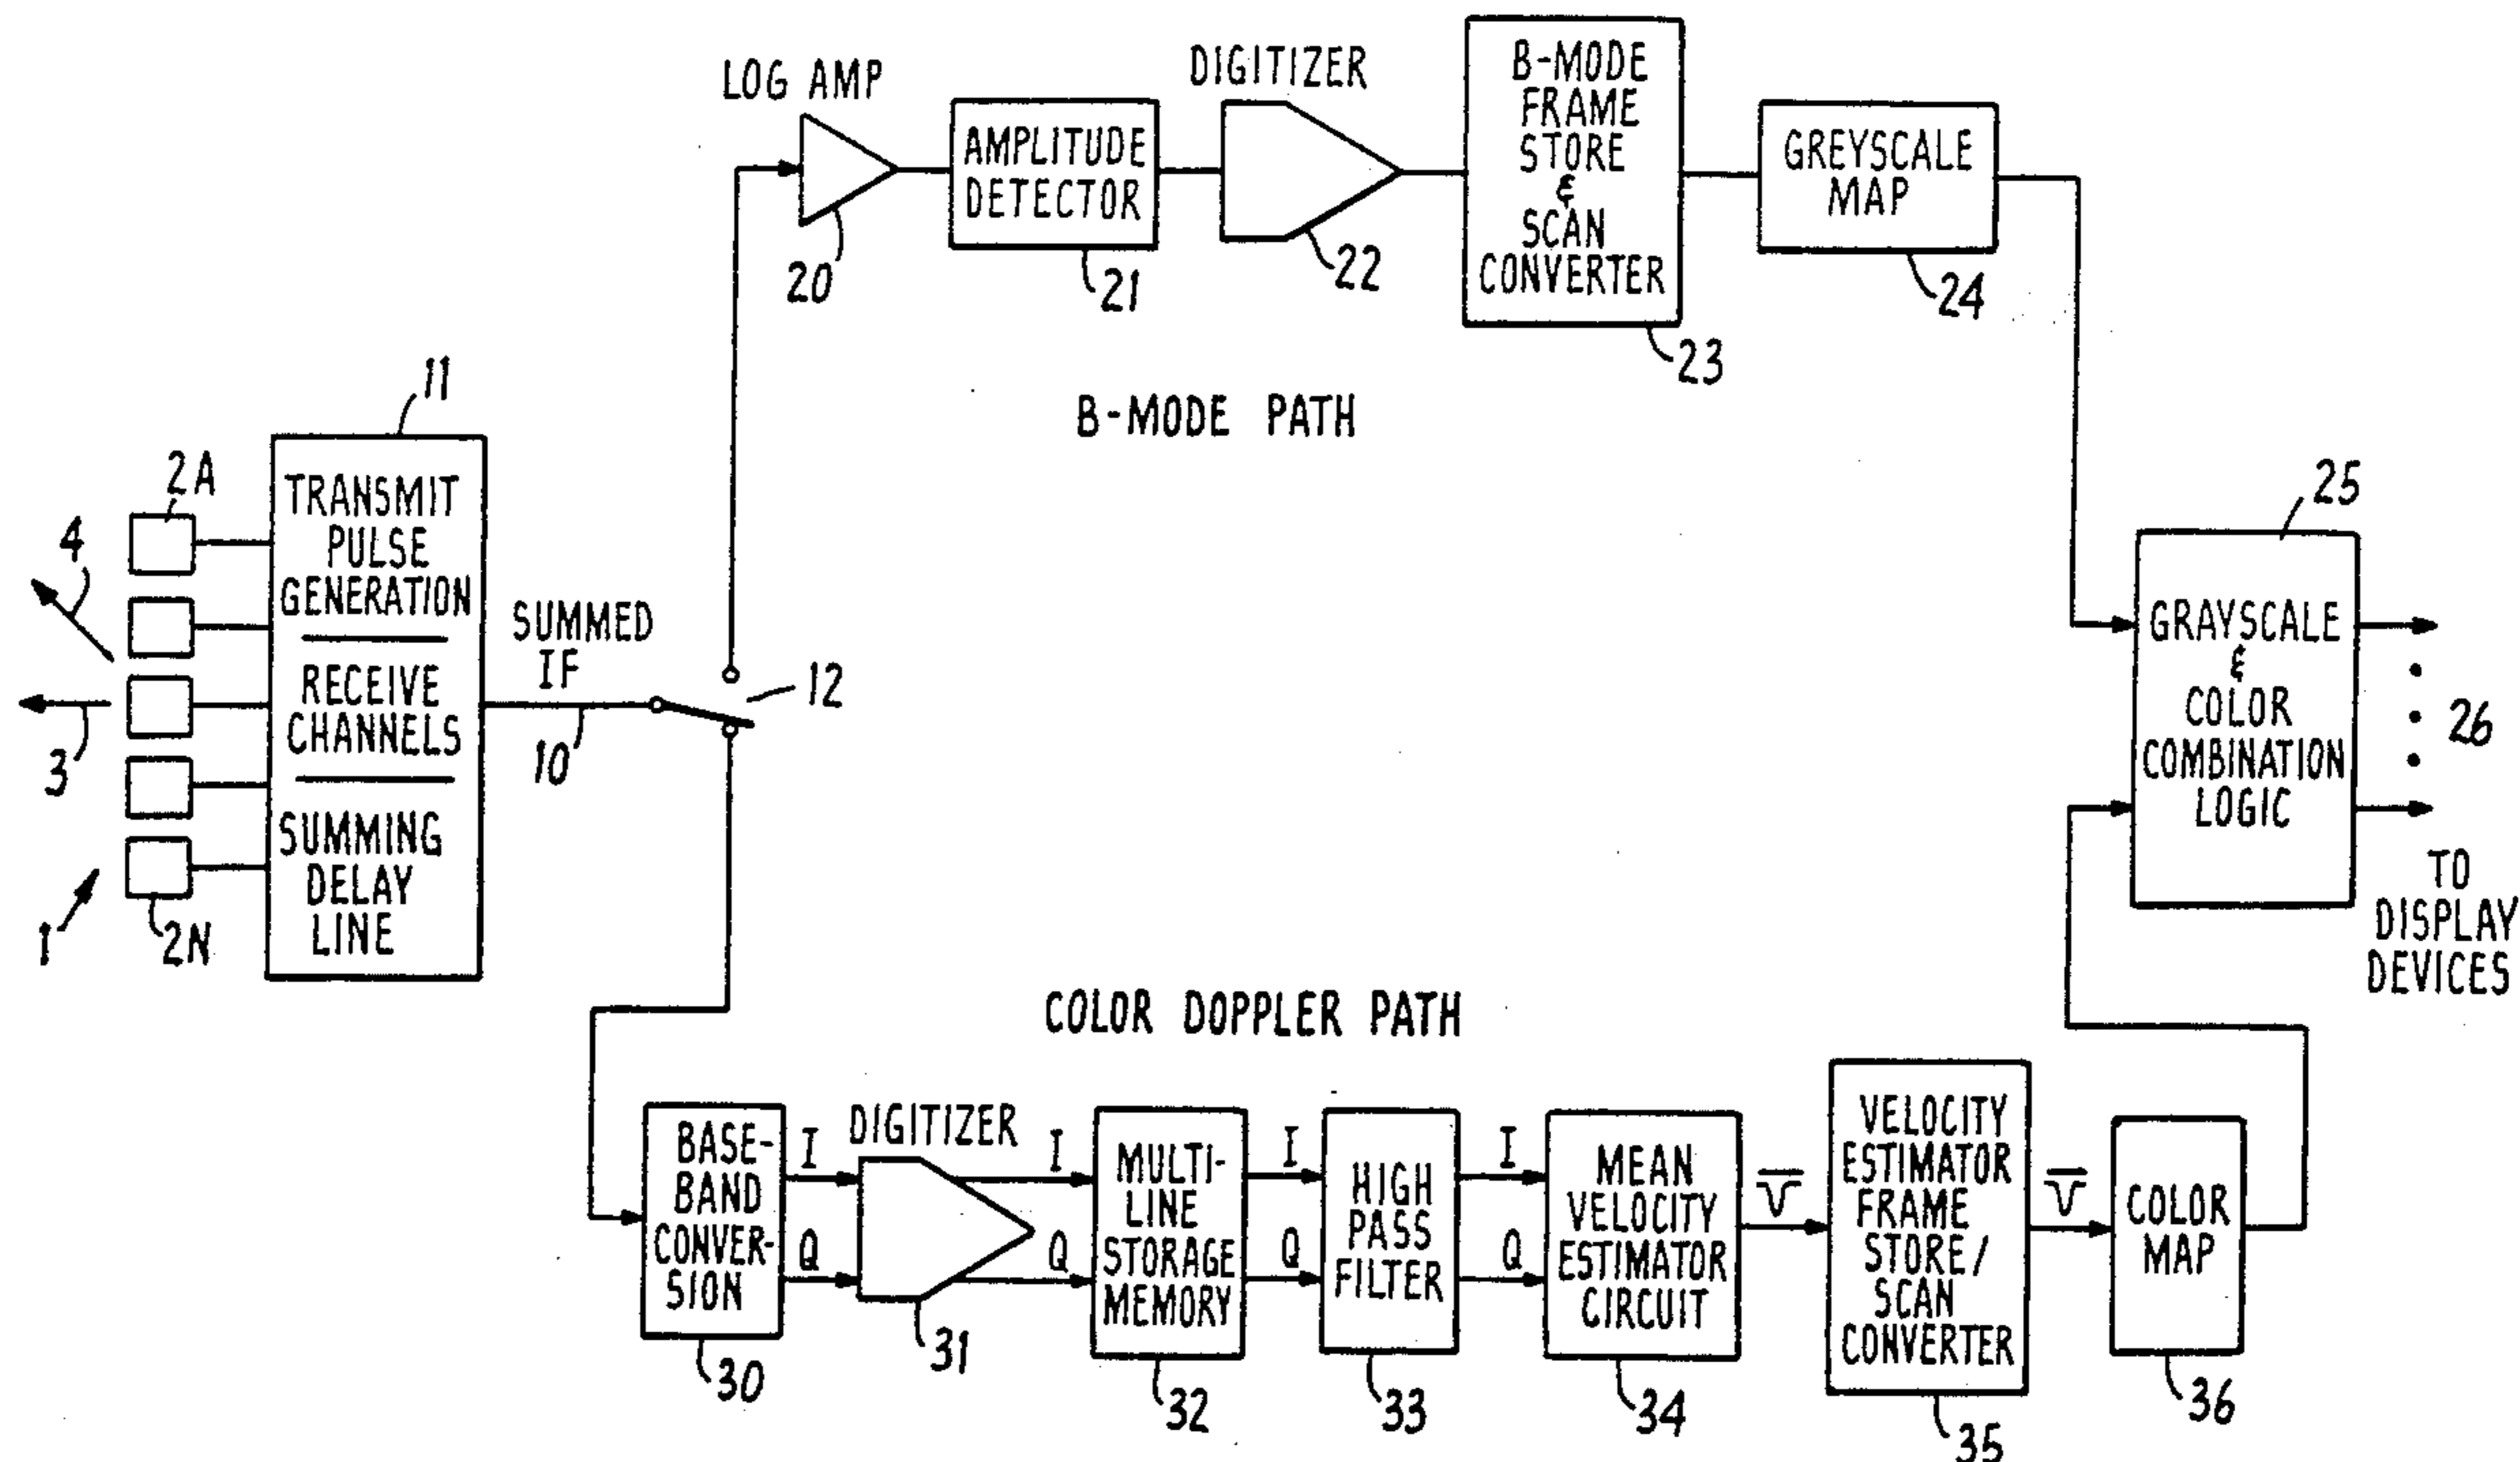 LOG AMP
20
AMPLITUDE
DETECTOR
21
DIGITIZER
22
B-MODE
FRAME
STORE
&
SCAN
CONVERTER
23
GREYSCALE
MAP
24
B-MODE PATH
11
2A
4
3
1
2N
TRANSMIT
PULSE
GENERATION
RECEIVE
CHANNELS
SUMMING
DELAY
LINE
SUMMED
IF
10
12
25
GRAYSCALE
&
COLOR
COMBINATION
LOGIC
26
TO
DISPLAY
DEVICES
COLOR DOPPLER PATH
BASE-
BAND
CONVER-
SION
30
I
Q
DIGITIZER
31
I
Q
MULTI-
LINE
STORAGE
MEMORY
32
I
Q
HIGH
PASS
FILTER
33
I
Q
MEAN
VELOCITY
ESTIMATOR
CIRCUIT
34
V̅
VELOCITY
ESTIMATOR
FRAME
STORE/
SCAN
CONVERTER
35
V̅
COLOR
MAP
36